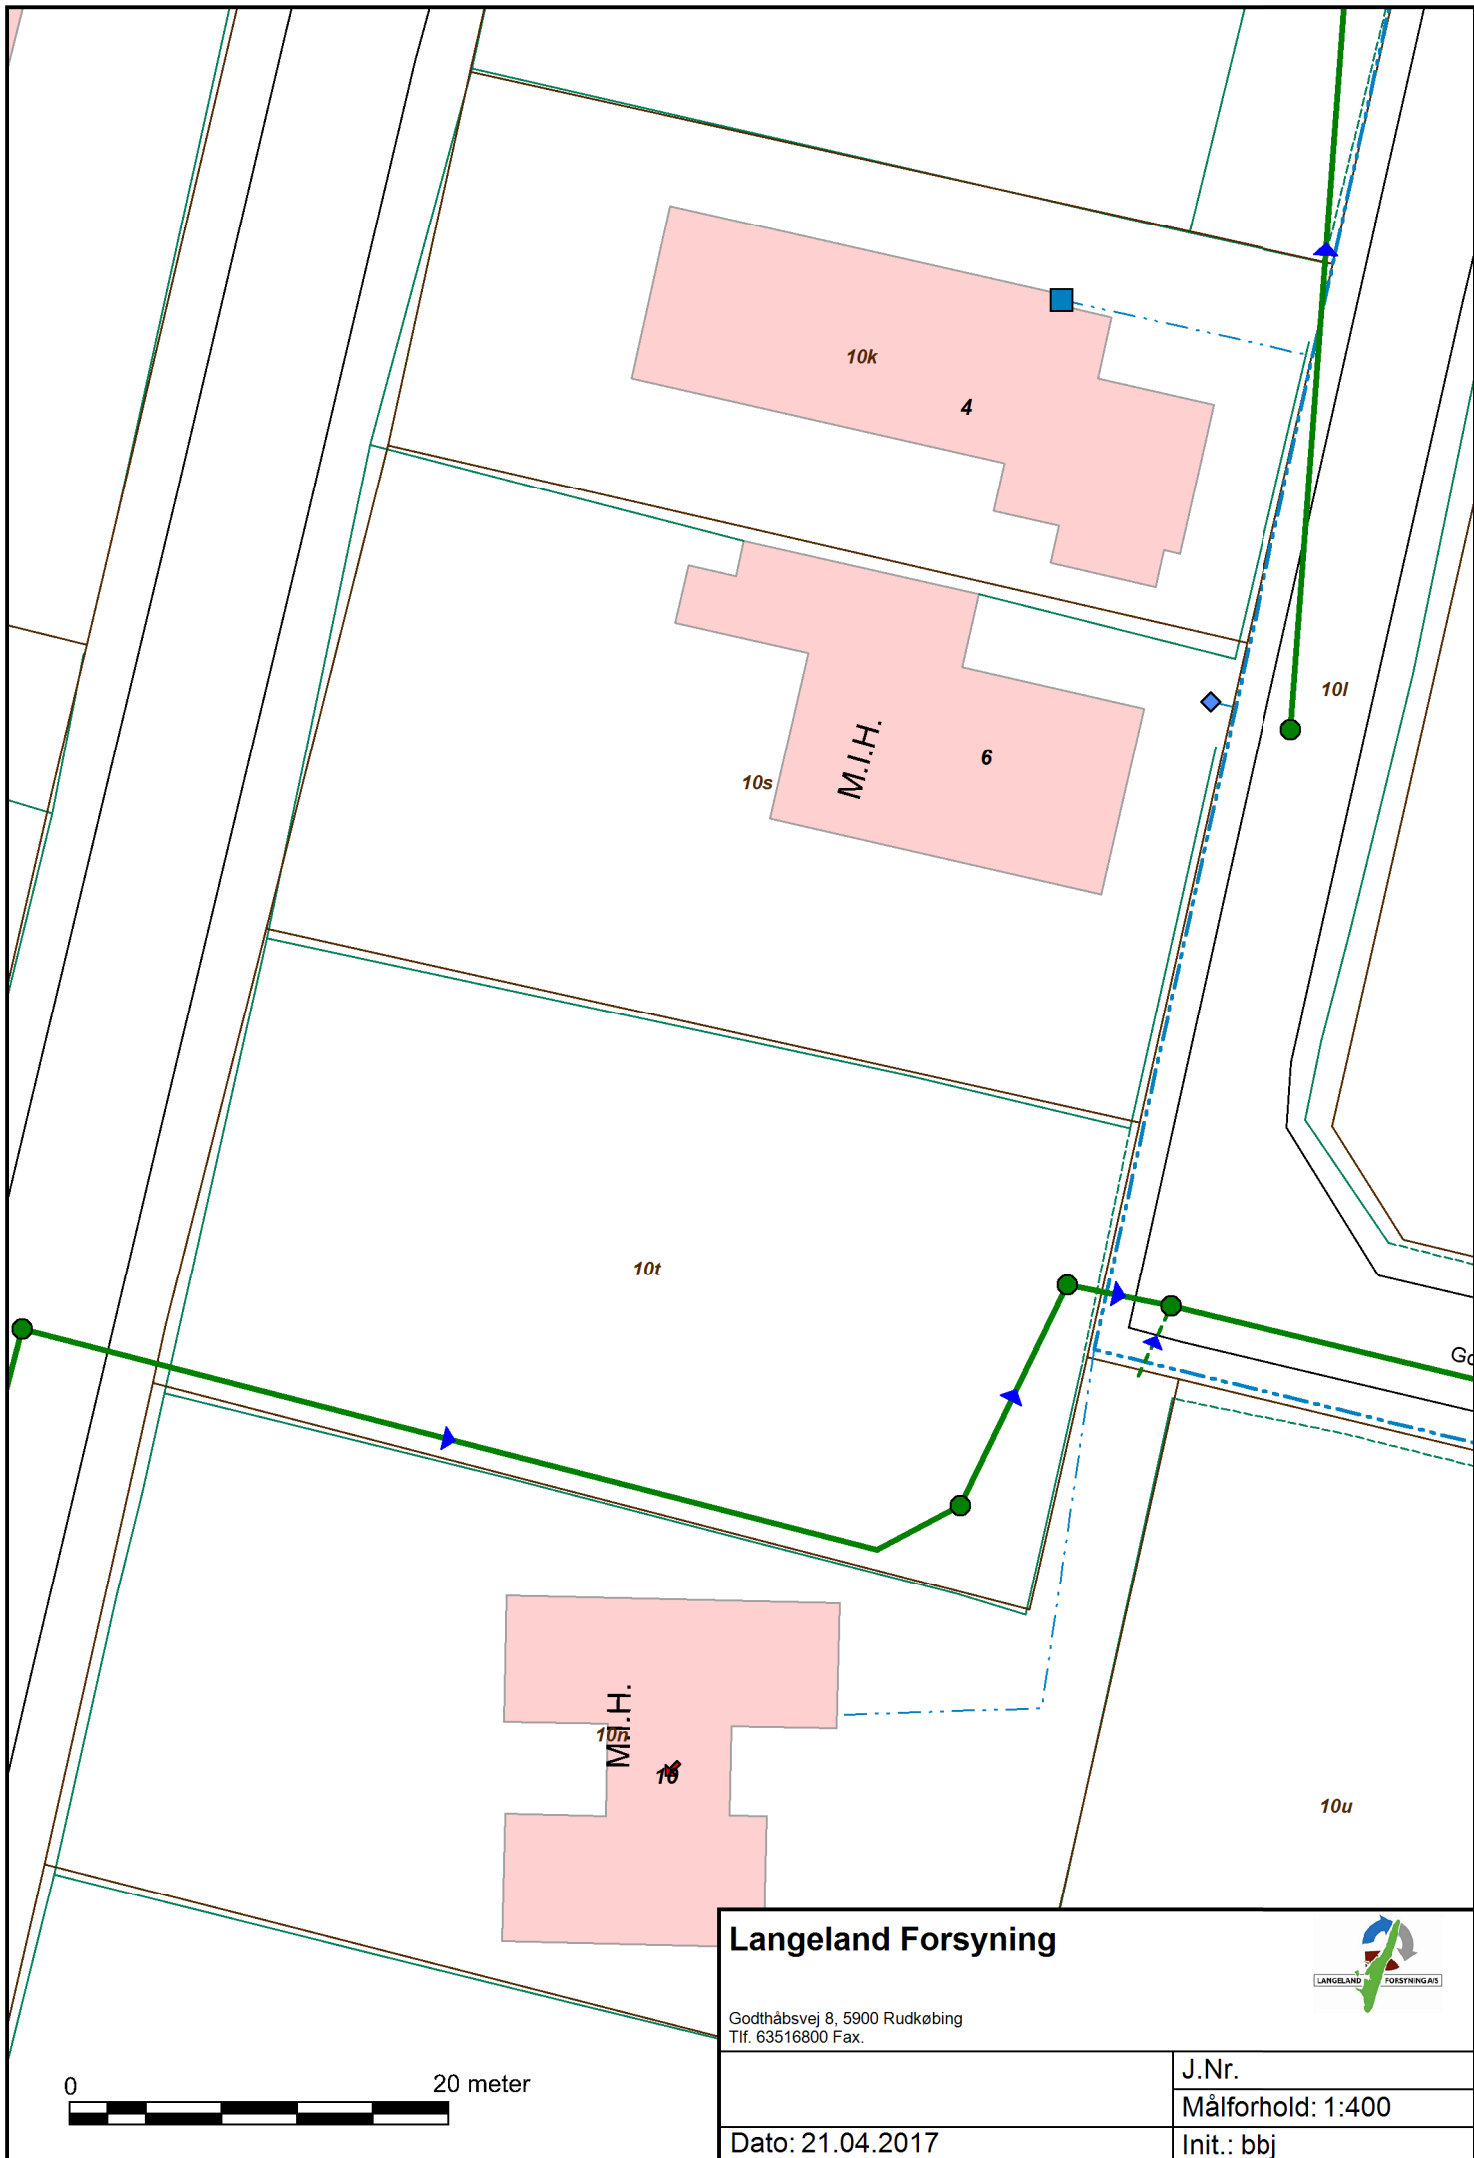 10k
4
10l
M.I.H.
6
10s
10t
Go
M.I.H.
10n
10
10u
Langeland Forsyning
LANGELAND FORSYNING A/S
Godthåbsvej 8, 5900 Rudkøbing
Tlf. 63516800 Fax.
0 20 meter
J.Nr.
Målforhold: 1:400
Dato: 21.04.2017 Init.: bbj